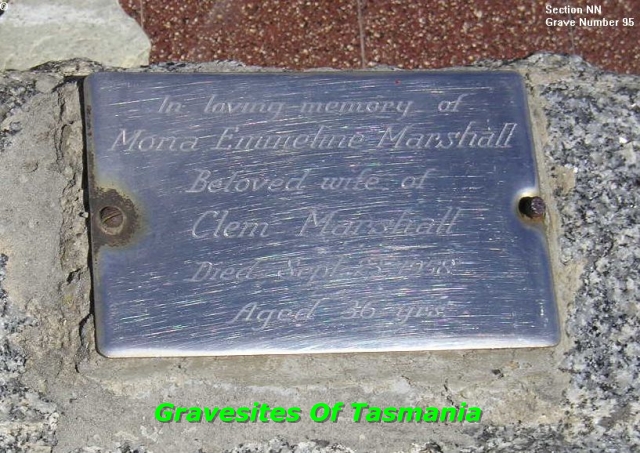 Section NN
Grave Number 95
In loving memory of
Mona Emmeline Marshall
Beloved wife of
Clem Marshall
Died Sept.
Aged 36 yrs
Gravesites Of Tasmania